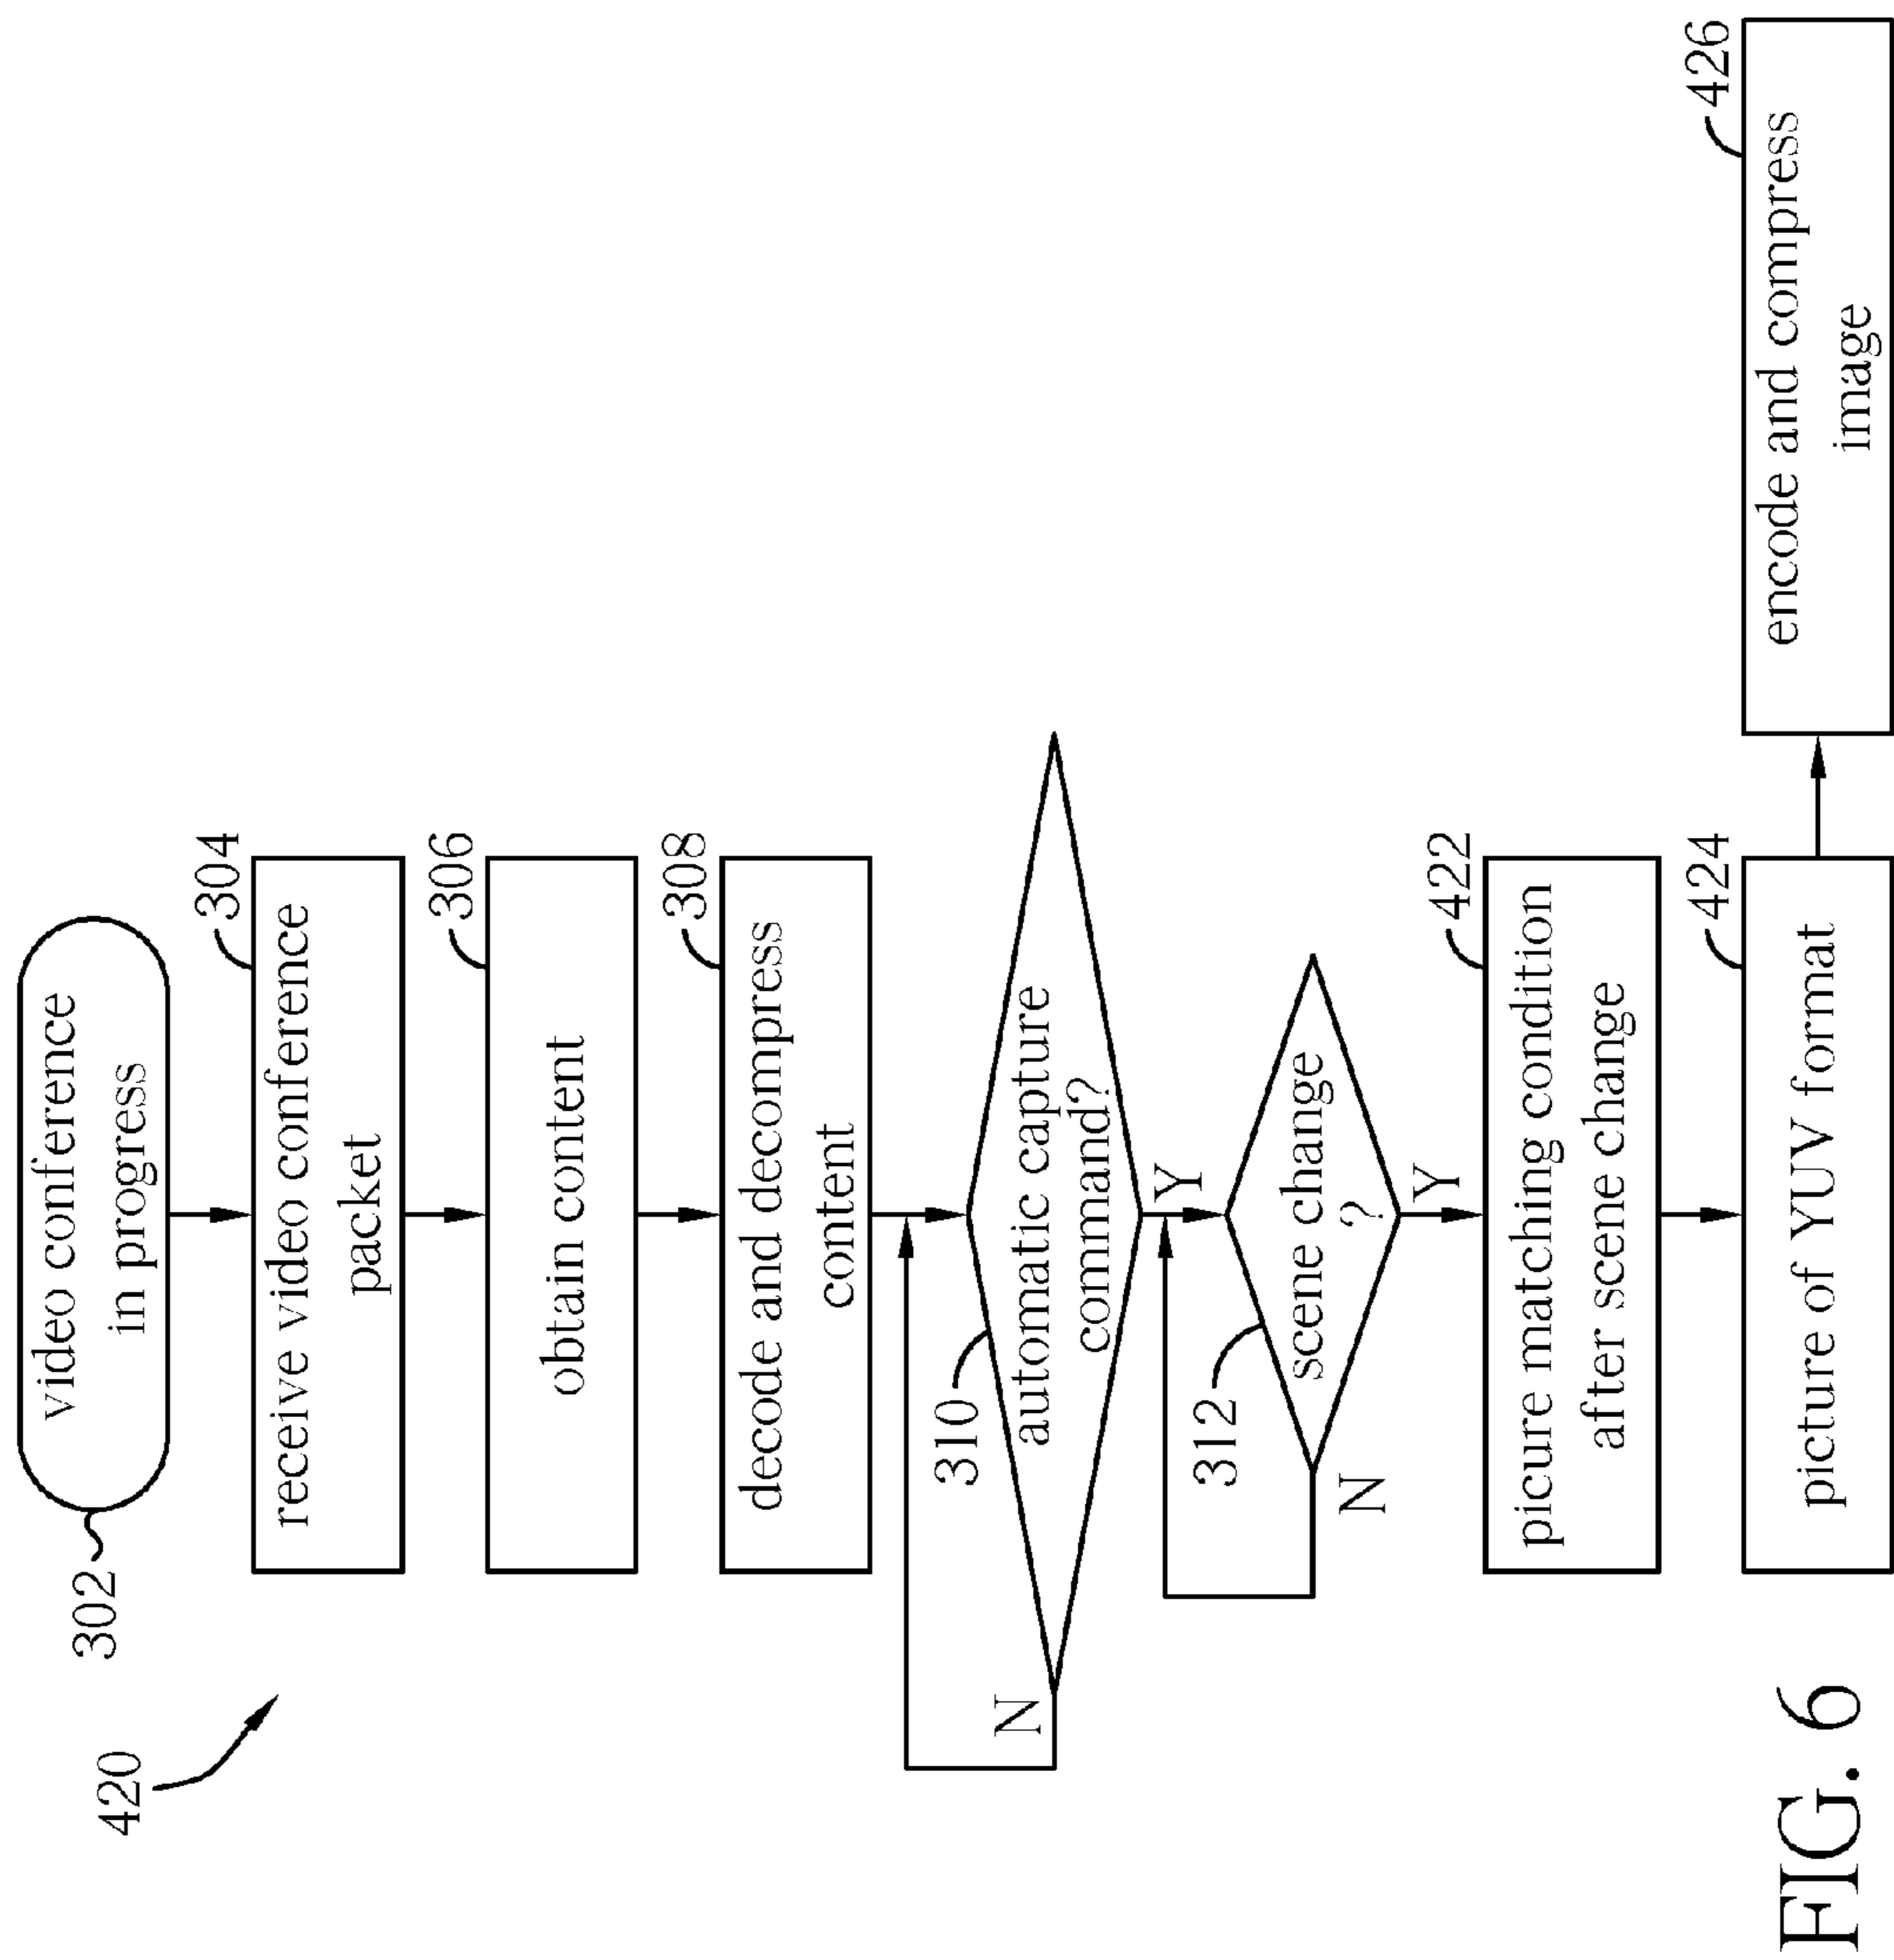 420
302
video conference
in progress
304
receive video conference
packet
306
obtain content
308
decode and decompress
content
310
automatic capture
command?
N
Y
312
scene change
?
N
Y
422
picure matching condition
after scene change
424
picture of YUV format
426
encode and compress
image
FIG. 6